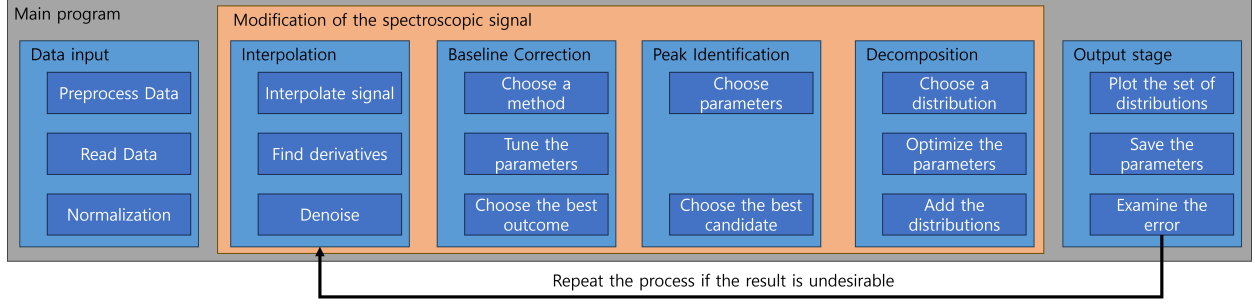 Main program
Modification of the spectroscopic signal
Data input
Preprocess Data
Read Data
Normalization
Interpolation
Interpolate signal
Find derivatives
Denoise
Baseline Correction
Choose a
method
Tune the
parameters
Choose the best
outcome
Peak Identification
Choose
parameters
Choose the best
candidate
Decomposition
Choose a
distribution
Optimize the
parameters
Add the
distributions
Output stage
Plot the set of
distributions
Save the
parameters
Examine the
error
Repeat the process if the result is undesirable